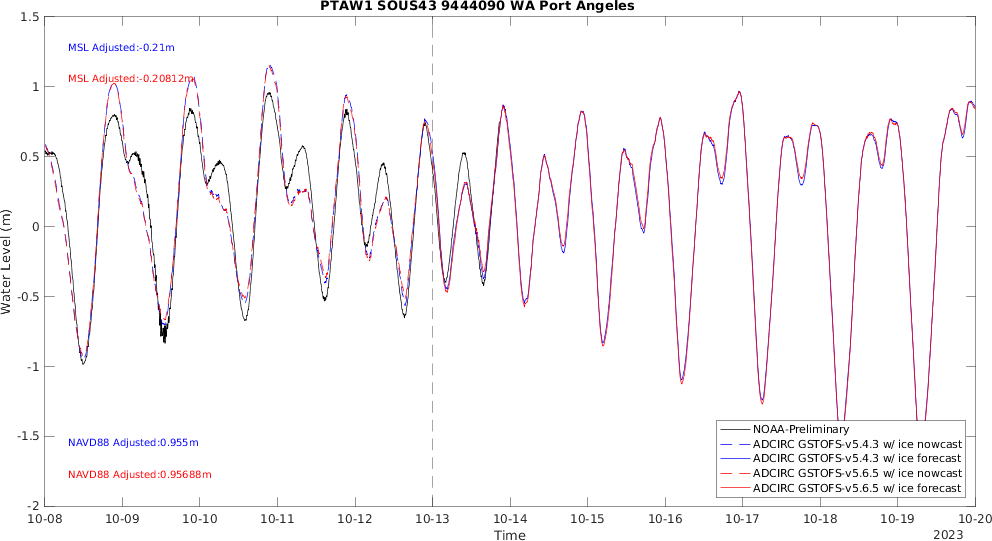 PTAW1 SOUS43 9444090 WA Port Angeles
1.5
1
0.5
0
-0.5
-1
-1.5
-2
Water Level (m)
MSL Adjusted:-0.21m
MSL Adjusted:-0.20812m
NAVD88 Adjusted:0.955m
NAVD88 Adjusted:0.95688m
NOAA-Preliminary
ADCIRC GSTOFS-v5.4.3 w/ ice nowcast
ADCIRC GSTOFS-v5.4.3 w/ ice forecast
ADCIRC GSTOFS-v5.6.5 w/ ice nowcast
ADCIRC GSTOFS-v5.6.5 w/ ice forecast
10-08 10-09 10-10 10-11 10-12 10-13 10-14 10-15 10-16 10-17 10-18 10-19 10-20
Time
2023